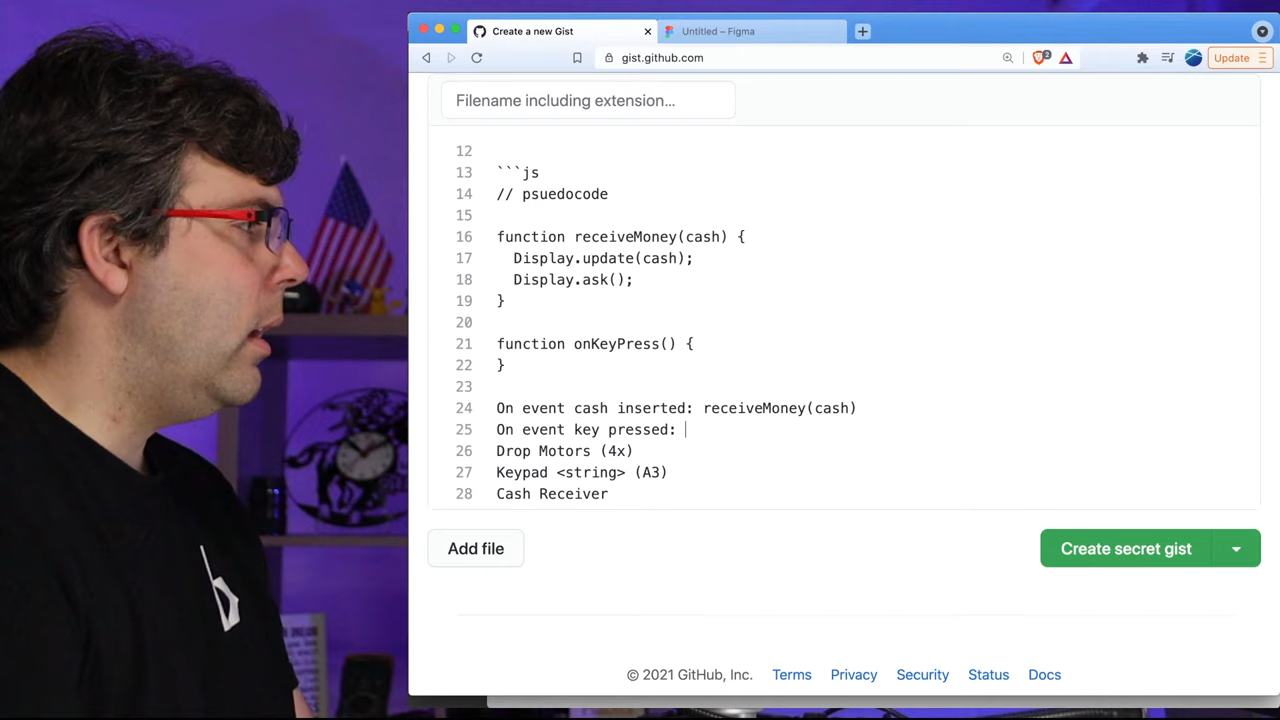 Create a new Gist
Untitled – Figma
gist.github.com
2
Update
Filename including extension…
12
13 ```js
14 // psuedocode
15
16 function receiveMoney(cash) {
17 Display.update(cash);
18 Display.ask();
19 }
20
21 function onKeyPress() {
22 }
23
24 On event cash inserted: receiveMoney(cash)
25 On event key pressed:
26 Drop Motors (4x)
27 Keypad <string> (A3)
28 Cash Receiver
Add file
Create secret gist
© 2021 GitHub, Inc. Terms Privacy Security Status Docs